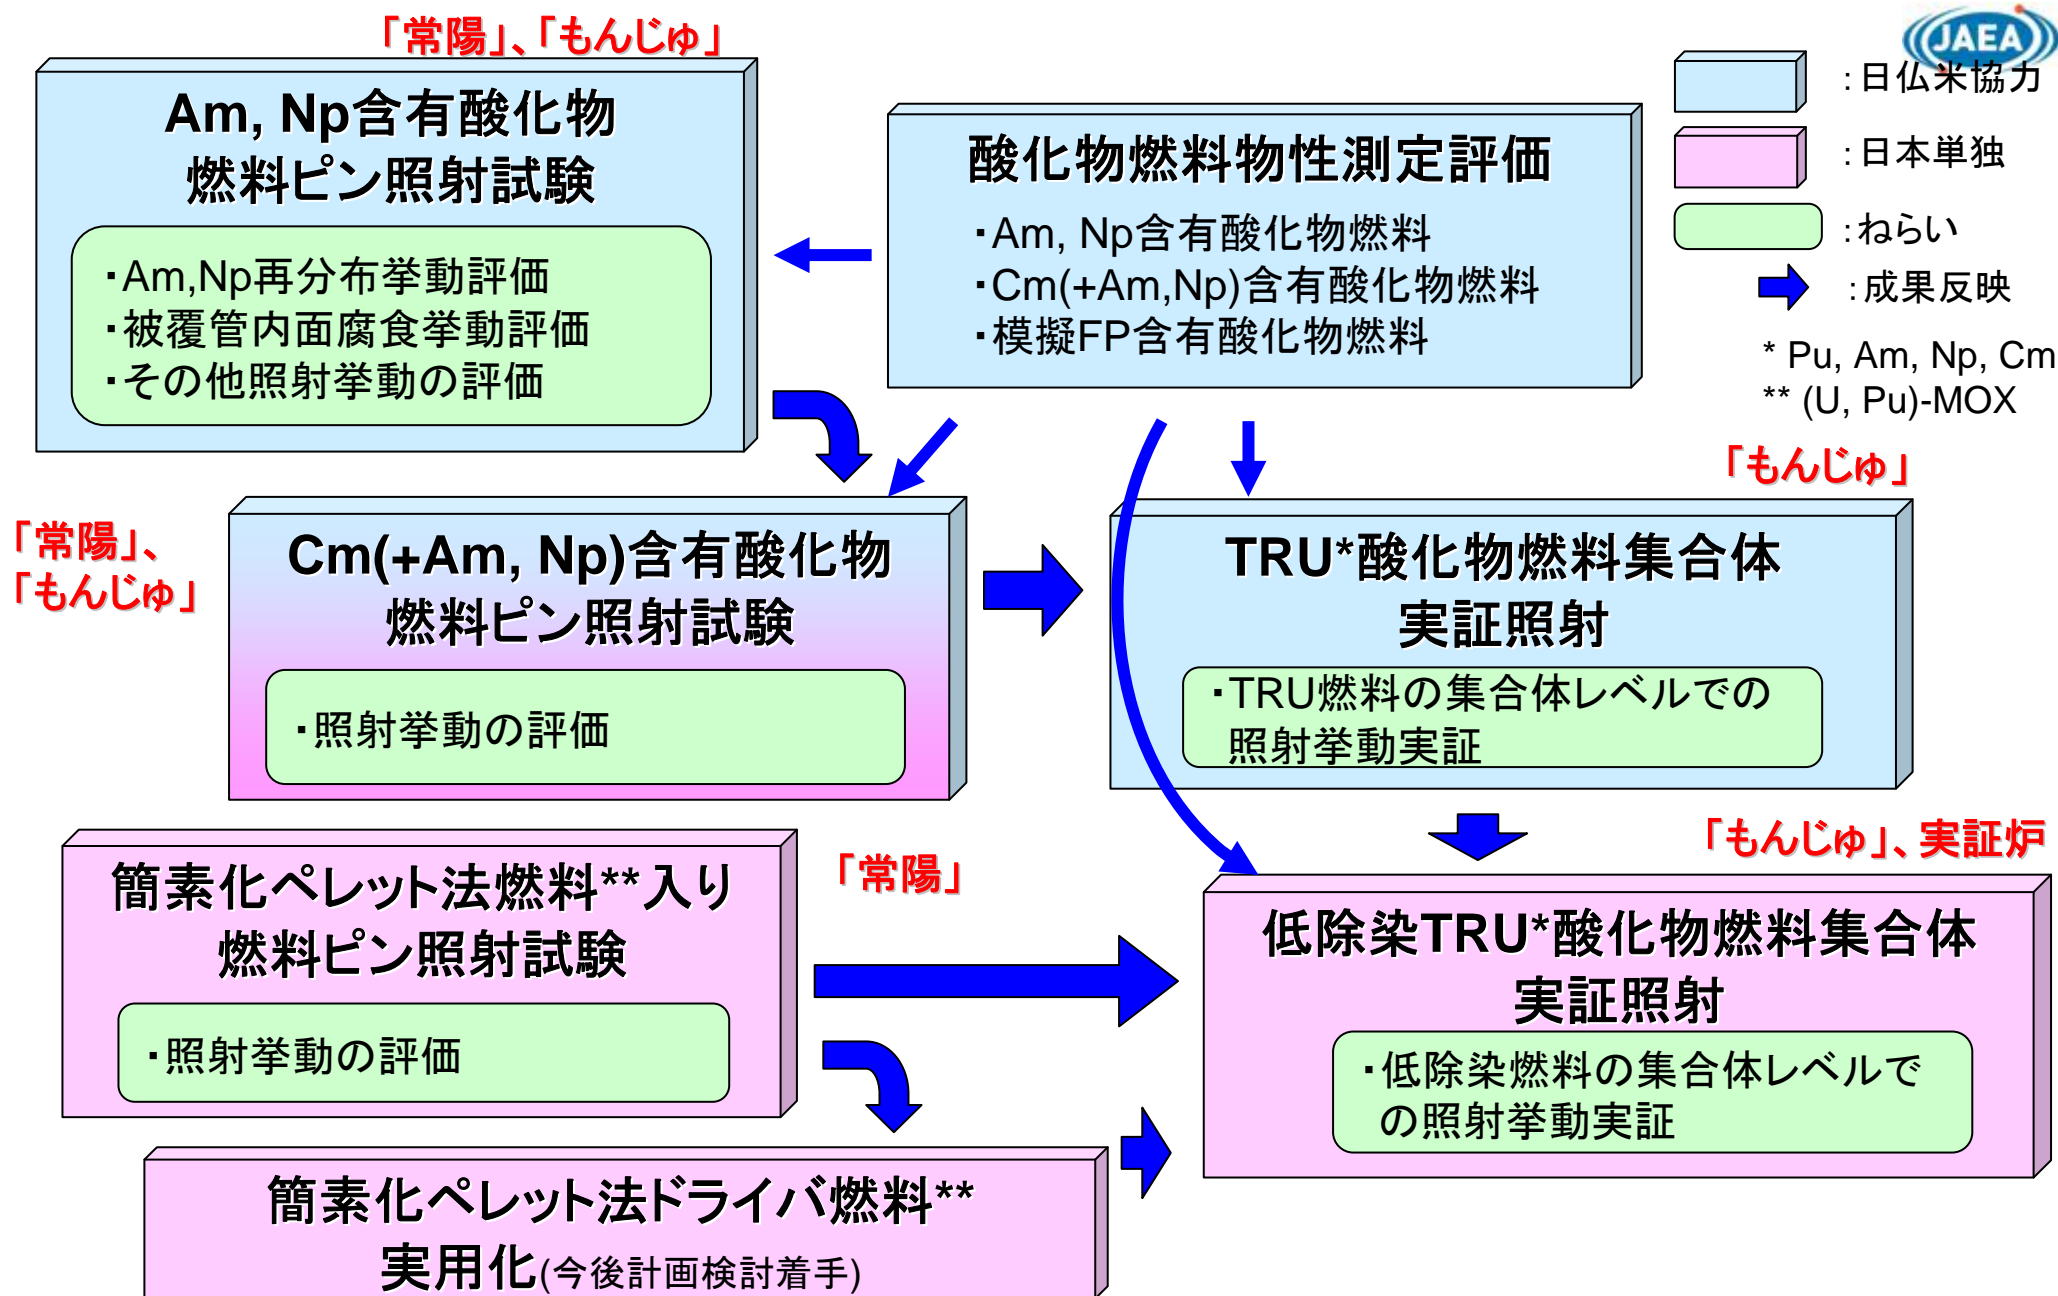 「常陽」、「もんじゅ」
JAEA
Am, Np含有酸化物
燃料ピン照射試験
・Am,Np再分布挙動評価
・被覆管内面腐食挙動評価
・その他照射挙動の評価
酸化物燃料物性測定評価
・Am, Np含有酸化物燃料
・Cm(+Am,Np)含有酸化物燃料
・模擬FP含有酸化物燃料
：日仏米協力
：日本単独
：ねらい
：成果反映
* Pu, Am, Np, Cm
** (U, Pu)-MOX
「常陽」、
「もんじゅ」
Cm(+Am, Np)含有酸化物
燃料ピン照射試験
・照射挙動の評価
「もんじゅ」
TRU*酸化物燃料集合体
実証照射
・TRU燃料の集合体レベルでの
照射挙動実証
「常陽」
簡素化ペレット法燃料**入り
燃料ピン照射試験
・照射挙動の評価
「もんじゅ」、実証炉
低除染TRU*酸化物燃料集合体
実証照射
・低除染燃料の集合体レベルで
の照射挙動実証
簡素化ペレット法ドライバ燃料**
実用化(今後計画検討着手)